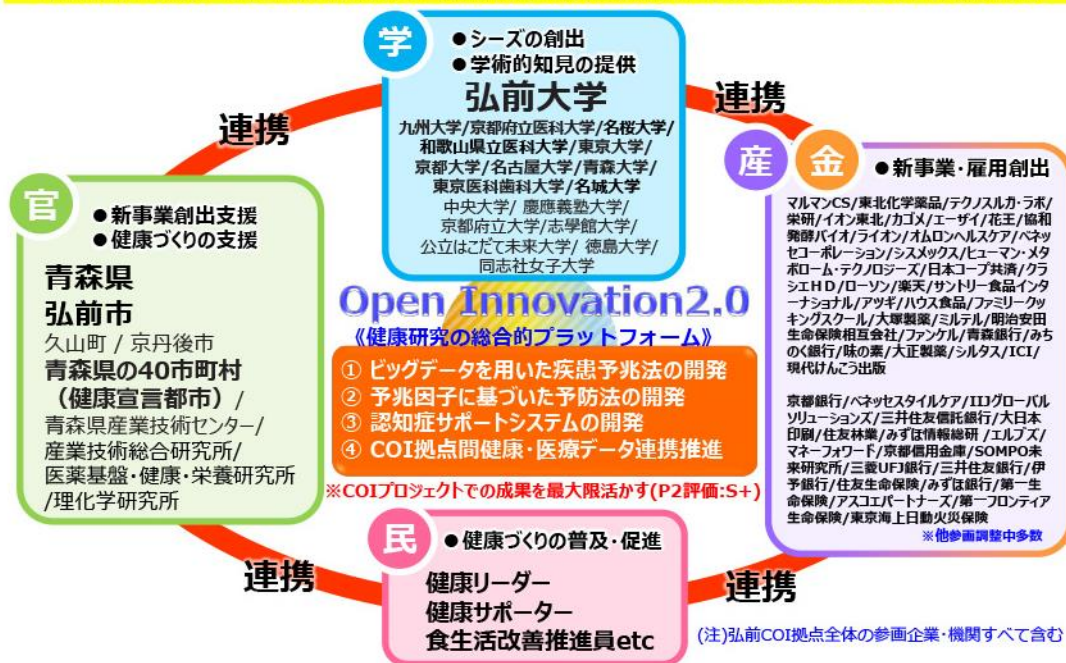 学
●シーズの創出
●学術的知見の提供
弘前大学
九州大学/京都府立医科大学/名桜大学/
和歌山県立医科大学/東京大学/
京都大学/名古屋大学/青森大学/
東京医科歯科大学/名城大学
中央大学/ 慶應義塾大学/
京都府立大学/志學館大学/
公立はこだて未来大学/ 徳島大学/
同志社女子大学
連携
連携
官
●新事業創出支援
●健康づくりの支援
青森県
弘前市
久山町 / 京丹後市
青森県の40市町村
（健康宣言都市）/
青森県産業技術センター/
産業技術総合研究所/
医薬基盤・健康・栄養研究所
/理化学研究所
Open Innovation2.0
《健康研究の総合的プラットフォーム》
① ビッグデータを用いた疾患予兆法の開発
② 予兆因子に基づいた予防法の開発
③ 認知症サポートシステムの開発
④ COI拠点間健康・医療データ連携推進
※COIプロジェクトでの成果を最大限活かす(P2評価:S+)
産 金
●新事業・雇用創出
マルマンCS/東北化学薬品/テクノスルカ・ラボ/
栄研/イオン東北/カゴメ/エーザイ/花王/協和
発酵バイオ/ライオン/オムロンヘルスケア/ベネッ
セコーポレーション/シスメックス/ヒューマン・メタ
ボローム・テクノロジーズ/日本コープ共済/クラ
シエＨＤ/ローソン/楽天/サントリー食品インタ
ーナショナル/アツギ/ハウス食品/ファミリークッ
キングスクール/大塚製薬/ミルテル/明治安田
生命保険相互会社/ファンケル/青森銀行/みち
のく銀行/味の素/大正製薬/シルタス/ICI/
現代けんこう出版
京都銀行/ベネッセスタイルケア/IIJグローバル
ソリューションズ/三井住友信託銀行/大日本
印刷/住友林業/みずほ情報総研 /エルブズ/
マネーフォワード/京都信用金庫/SOMPO未
来研究所/三菱UFJ銀行/三井住友銀行/伊
予銀行/住友生命保険/みずほ銀行/第一生
命保険/アスコエパートナーズ/第一フロンティア
生命保険/東京海上日動火災保険
※他参画調整中多数
民
●健康づくりの普及・促進
健康リーダー
健康サポーター
食生活改善推進員etc
連携
連携
(注)弘前COI拠点全体の参画企業・機関すべて含む